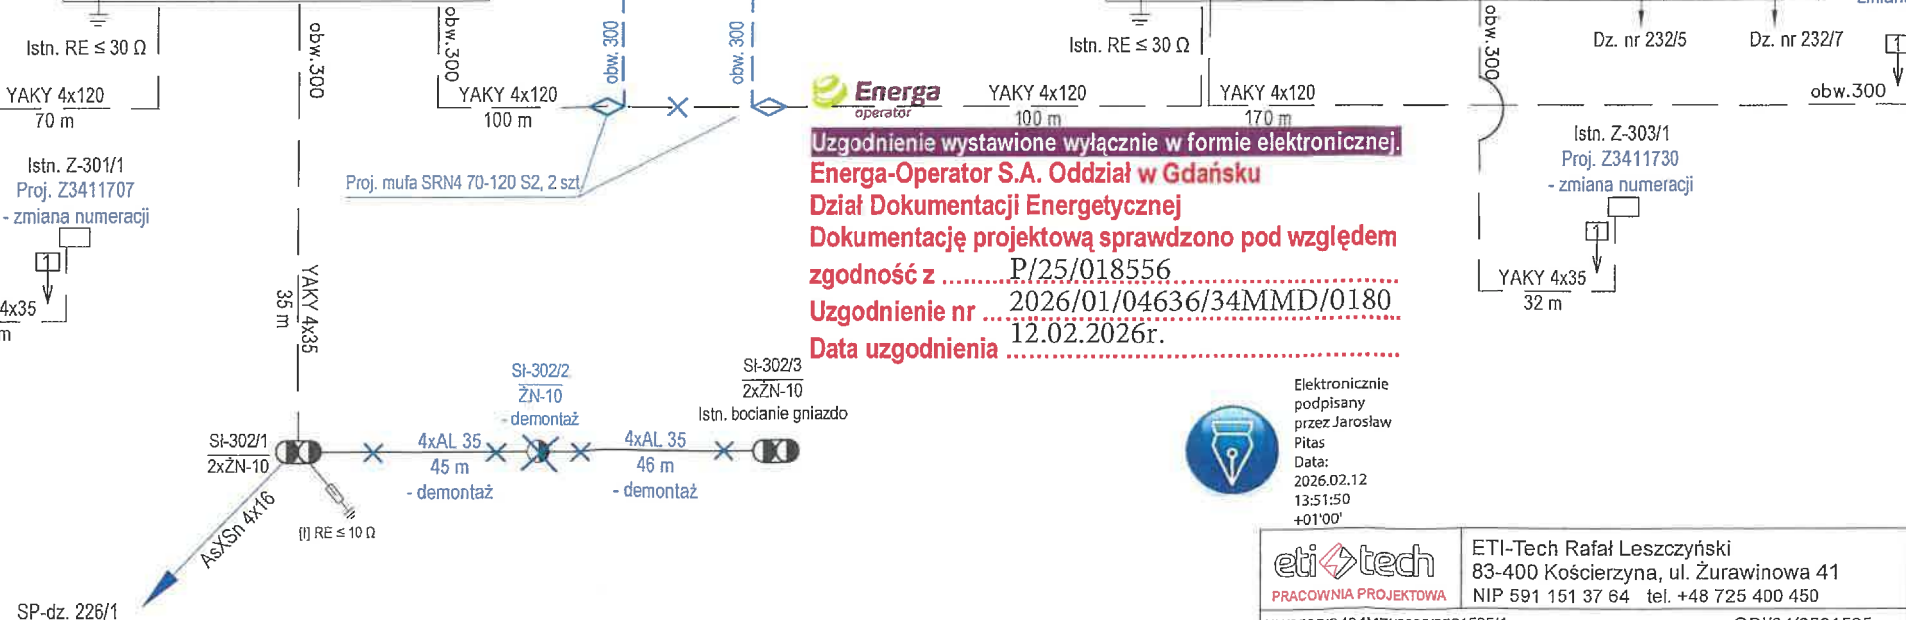 Istn. RE ≤ 30 Ω
obw.300
obw.300
obw. 300
obw. 300
Istn. RE ≤ 30 Ω
obw.300
Dz. nr 232/5
Dz. nr 232/7
1
YAKY 4x120
70 m
YAKY 4x120
100 m
Energa
operator
YAKY 4x120
100 m
YAKY 4x120
170 m
obw.300
Istn. Z-301/1
Proj. Z3411707
- zmiana numeracji
1
4x35
m
Proj. mufa SRN4 70-120 S2, 2 szt
Uzgodnienie wystawione wyłącznie w formie elektronicznej.
Energa-Operator S.A. Oddział w Gdańsku
Dział Dokumentacji Energetycznej
Dokumentację projektową sprawdzono pod względem
zgodność z P/25/018556
Uzgodnienie nr 2026/01/04636/34MMD/0180
Data uzgodnienia 12.02.2026r.
Istn. Z-303/1
Proj. Z3411730
- zmiana numeracji
1
YAKY 4x35
32 m
YAKY 4x35
35 m
Sł-302/1
2xŻN-10
4xAL 35
45 m
- demontaż
Sł-302/2
ŻN-10
- demontaż
4xAL 35
46 m
- demontaż
Sł-302/3
2xŻN-10
Istn. bocianie gniazdo
RE ≤ 10 Ω
AsXSn 4x16
SP-dz. 226/1
Elektronicznie
podpisany
przez Jarosław
Pitas
Data:
2026.02.12
13:51:50
+01'00'
eti tech
PRACOWNIA PROJEKTOWA
ETI-Tech Rafał Leszczyński
83-400 Kościerzyna, ul. Żurawinowa 41
NIP 591 151 37 64 tel. +48 725 400 450